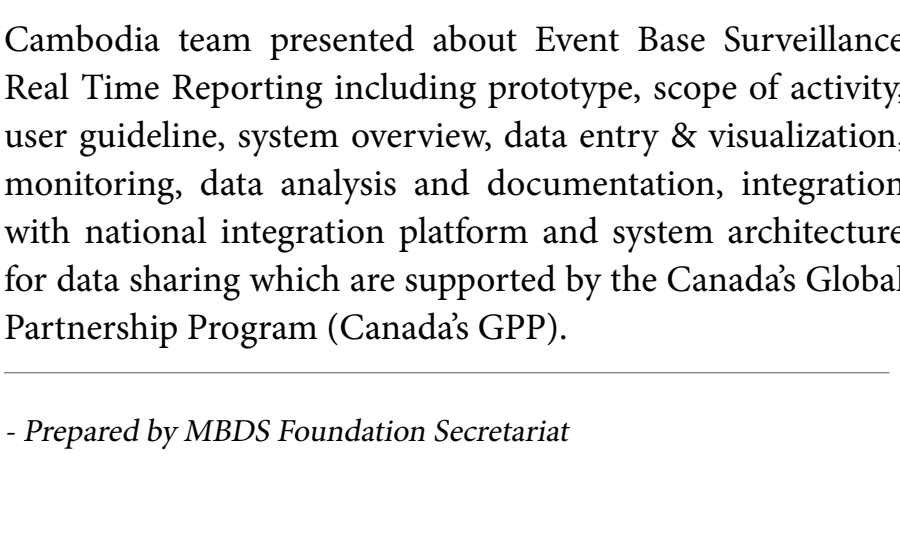 Cambodia team presented about Event Base Surveillance
Real Time Reporting including prototype, scope of activity,
user guideline, system overview, data entry & visualization,
monitoring, data analysis and documentation, integration
with national integration platform and system architecture
for data sharing which are supported by the Canada’s Global
Partnership Program (Canada’s GPP).
- Prepared by MBDS Foundation Secretariat